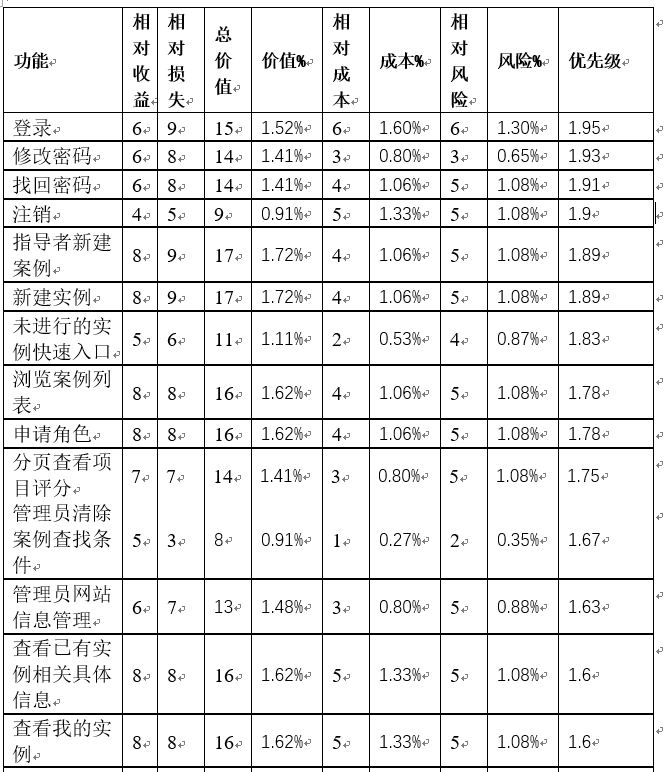 功能 相对收益 相对损失 总价值 价值% 相对成本 成本% 相对风险 风险% 优先级
登录 6 9 15 1.52% 6 1.60% 6 1.30% 1.95
修改密码 6 8 14 1.41% 3 0.80% 3 0.65% 1.93
找回密码 6 8 14 1.41% 4 1.06% 5 1.08% 1.91
注销 4 5 9 0.91% 5 1.33% 5 1.08% 1.9
指导者新建
案例 8 9 17 1.72% 4 1.06% 5 1.08% 1.89
新建实例 8 9 17 1.72% 4 1.06% 5 1.08% 1.89
未进行的实
例快速入口 5 6 11 1.11% 2 0.53% 4 0.87% 1.83
浏览案例列
表 8 8 16 1.62% 4 1.06% 5 1.08% 1.78
申请角色 8 8 16 1.62% 4 1.06% 5 1.08% 1.78
分页查看项
目评分 7 7 14 1.41% 3 0.80% 5 1.08% 1.75
管理员清除
案例查找条 5 3 8 0.91% 1 0.27% 2 0.35% 1.67
件
管理员网站
信息管理 6 7 13 1.48% 3 0.80% 5 0.88% 1.63
查看已有实
例相关具体 8 8 16 1.62% 5 1.33% 5 1.08% 1.6
信息
查看我的实
例 8 8 16 1.62% 5 1.33% 5 1.08% 1.6